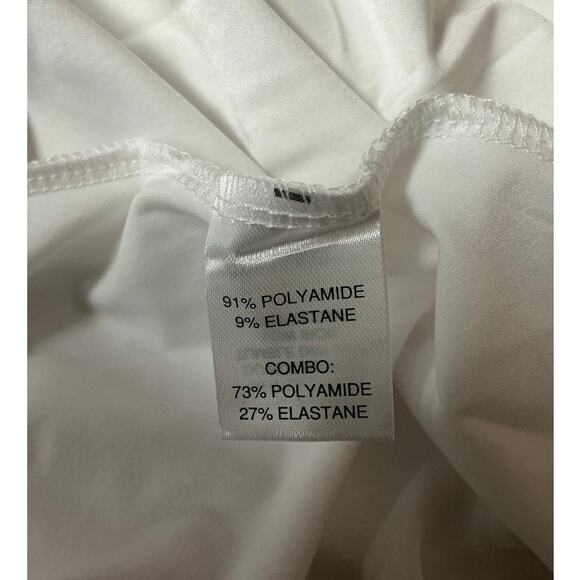 91% POLYAMIDE
9% ELASTANE
COMBO:
73% POLYAMIDE
27% ELASTANE